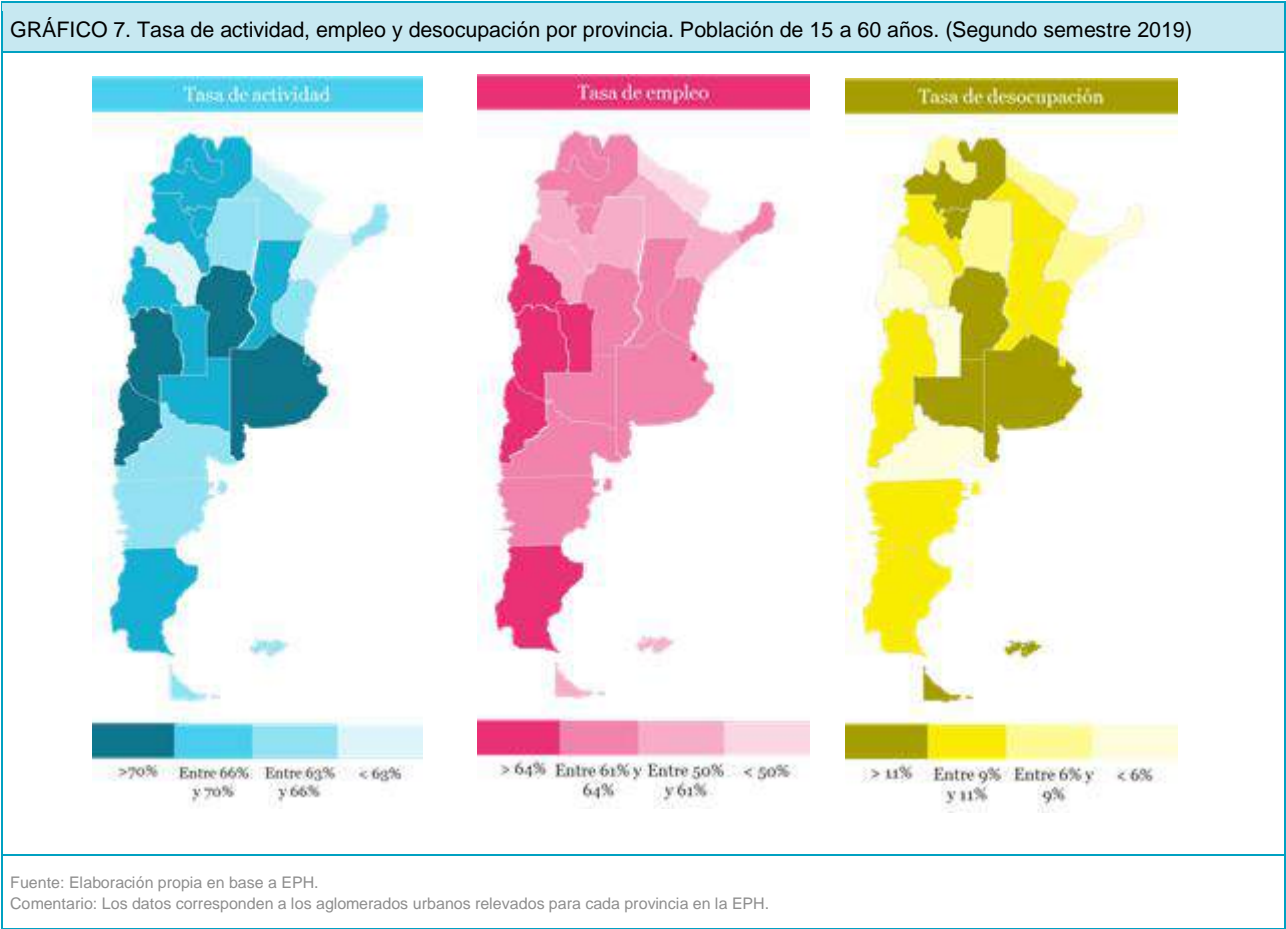 GRÁFICO 7. Tasa de actividad, empleo y desocupación por provincia. Población de 15 a 60 años. (Segundo semestre 2019)
Tasa de actividad
Tasa de empleo
Tasa de desocupación
>70% Entre 66% y 70% Entre 63% y 66% < 63%
> 64% Entre 61% y 64% Entre 50% y 61% < 50%
> 11% Entre 9% y 11% Entre 6% y 9% < 6%
Fuente: Elaboración propia en base a EPH.
Comentario: Los datos corresponden a los aglomerados urbanos relevados para cada provincia en la EPH.